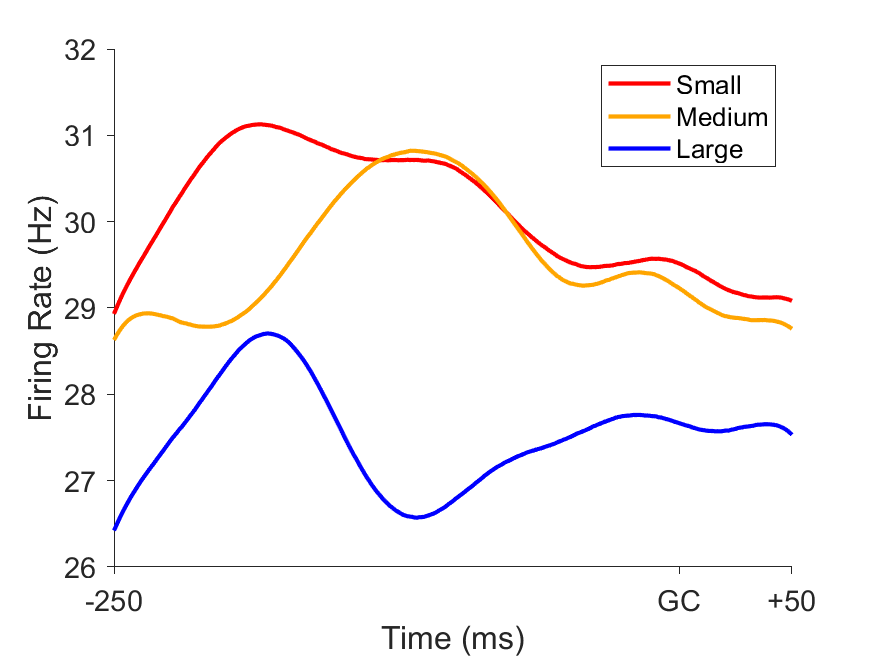 32
31
30
29
28
27
26
Firing Rate (Hz)
Small
Medium
Large
-250
GC
+50
Time (ms)